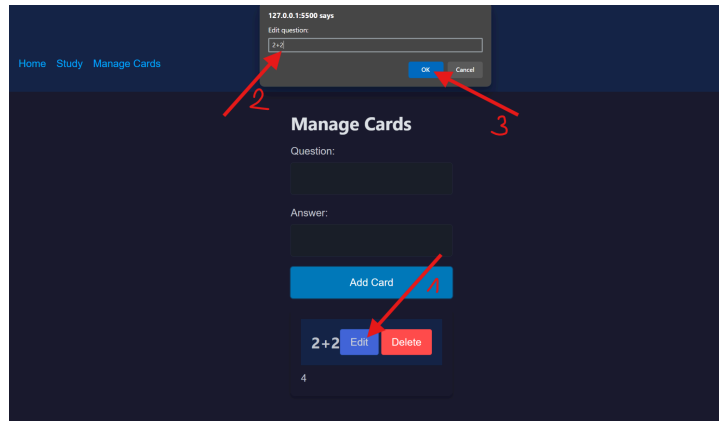 127.0.0.1:5500 says
Edit question:
2+2
OK Cancel
Home Study Manage Cards
2
3
Manage Cards
Question:
Answer:
Add Card
1
2+2 Edit Delete
4